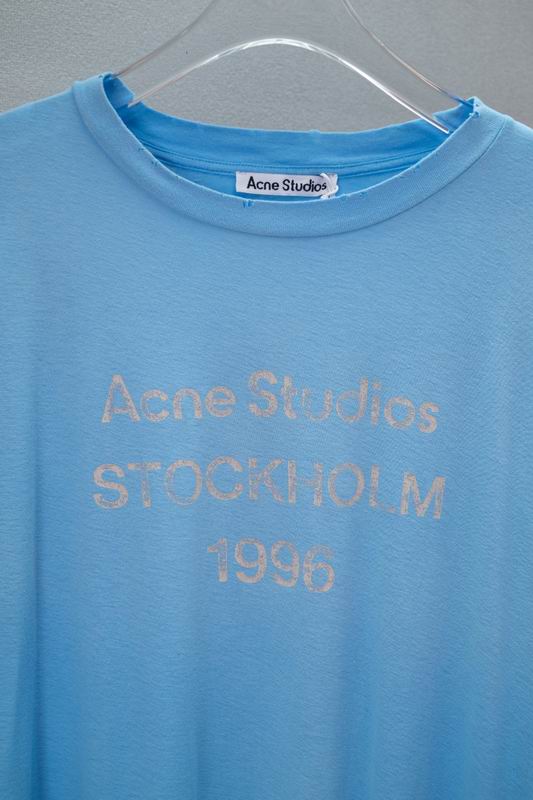 Acne Studios
Acne Studios
STOCKHOLM
1996